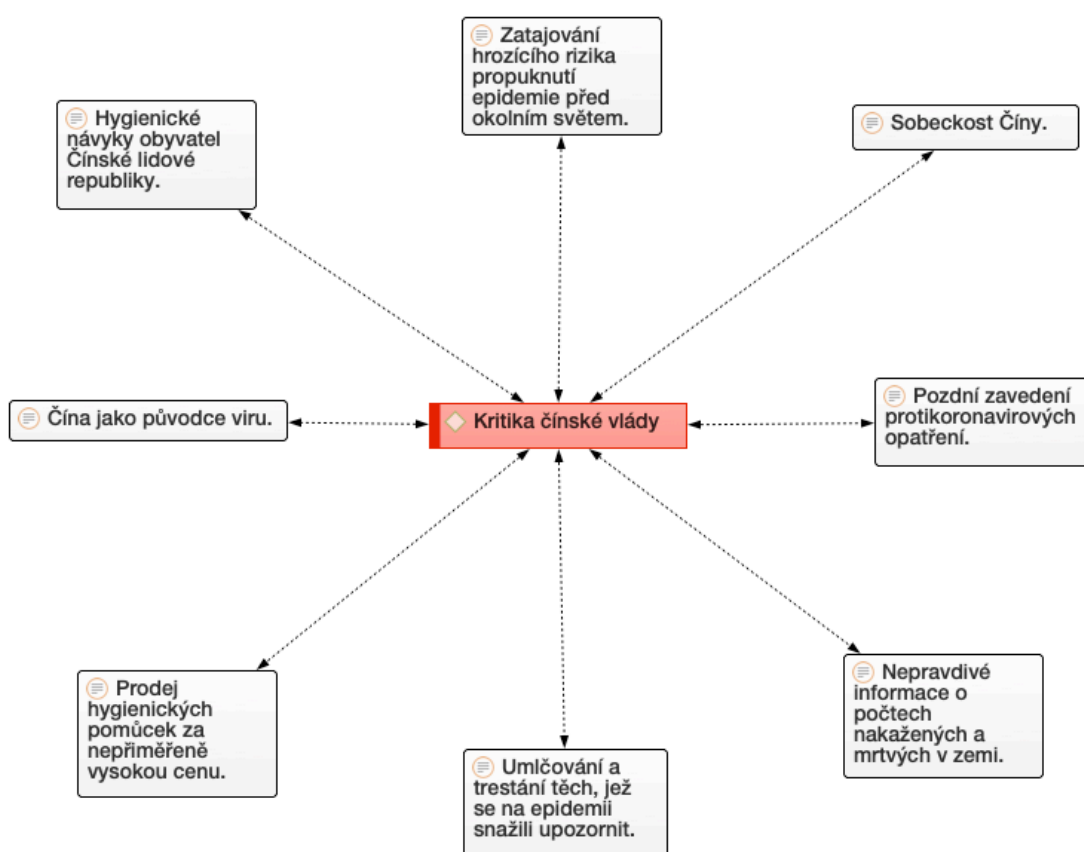 Zatajování
hrozícího rizika
propuknutí
epidemie před
okolním světem.
Hygienické
návyky obyvatel
Čínské lidové
republiky.
Sobeckost Číny.
Čína jako původce viru.
Kritika čínské vlády
Pozdní zavedení
protikoronavirových
opatření.
Prodej
hygienických
pomůcek za
nepřiměřeně
vysokou cenu.
Umlčování a
trestání těch, jež
se na epidemii
snažili upozornit.
Nepravdivé
informace o
počtech
nakažených a
mrtvých v zemi.